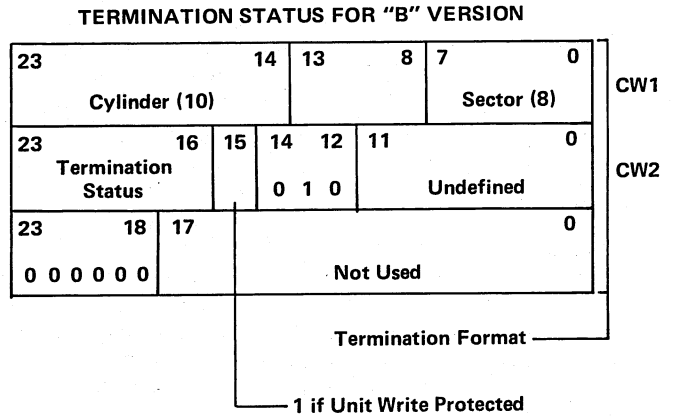 TERMINATION STATUS FOR “B” VERSION
23 14 13 8 7 0
CW1
Cylinder (10) Sector (8)
23 16 15 14 12 11 0
Termination
CW2
Status 0 1 0 Undefined
23 18 17 0
0 0 0 0 0 0 Not Used
Termination Format
1 if Unit Write Protected